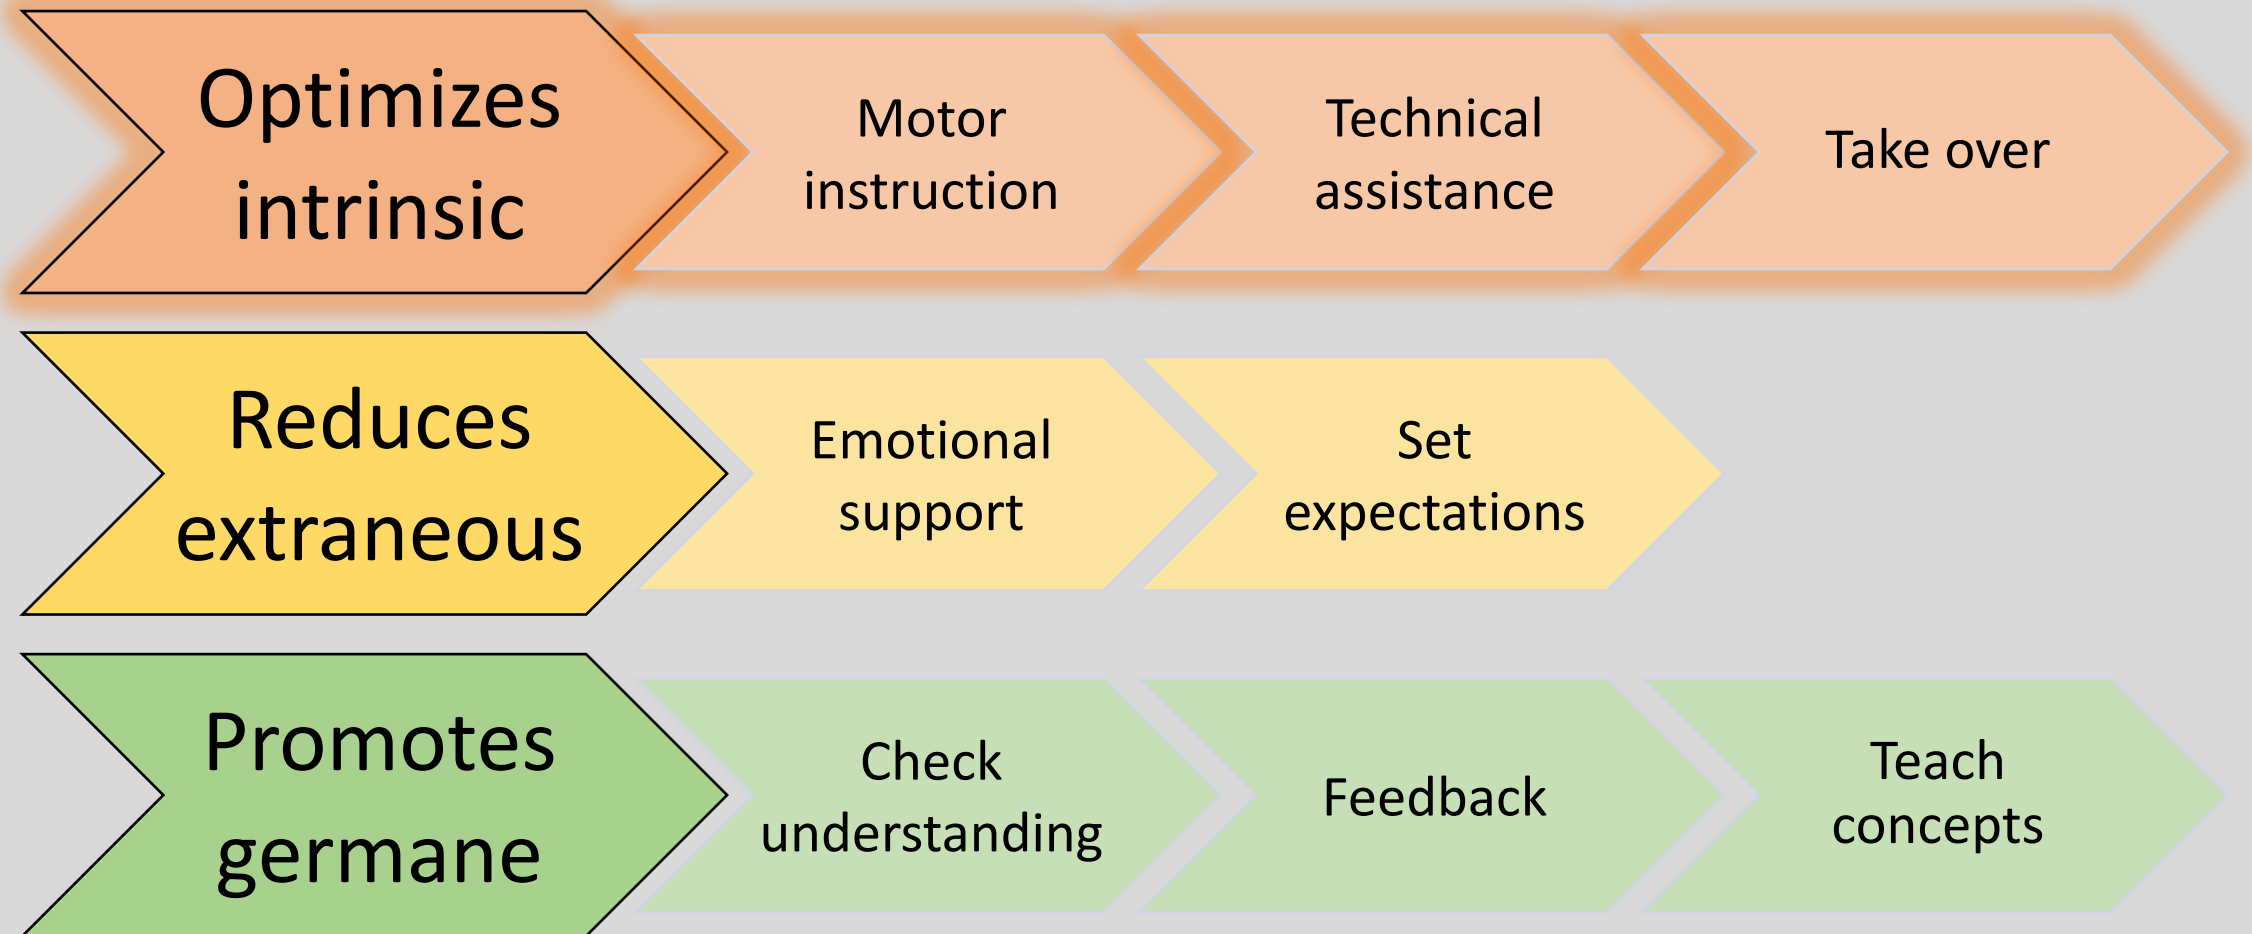 Optimizes
intrinsic
Motor
instruction
Technical
assistance
Take over
Reduces
extraneous
Emotional
support
Set
expectations
Promotes
germane
Check
understanding
Feedback
Teach
concepts